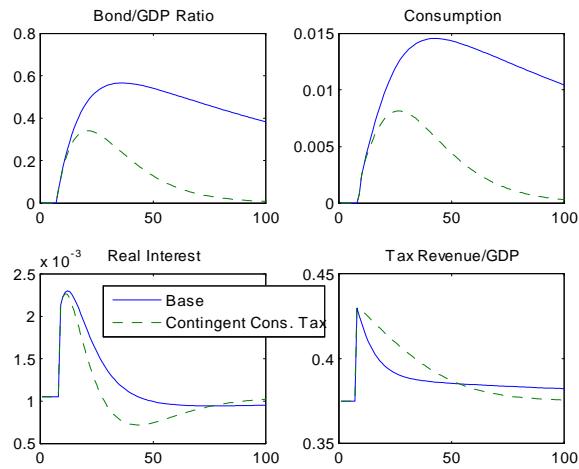 Bond/GDP Ratio
Consumption
0.8
0.6
0.4
0.2
0
0 50 100
0.015
0.01
0.005
0
0 50 100
Real Interest
Tax Revenue/GDP
x 10-3
2.5
2
1.5
1
0.5
0 50 100
Base
Contingent Cons. Tax
0.45
0.4
0.35
0 50 100